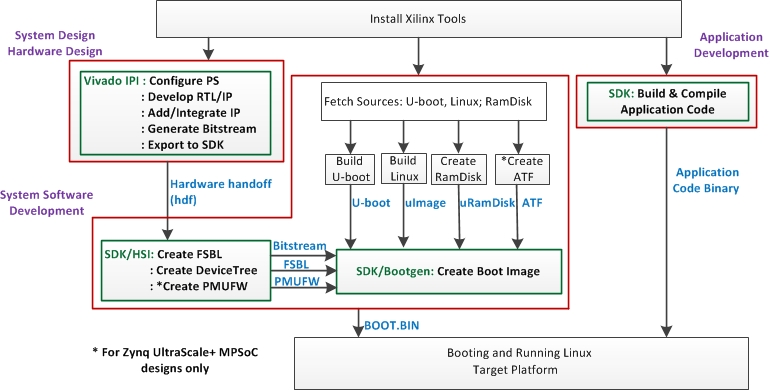 Install Xilinx Tools
System Design
Hardware Design
Application
Development
Vivado IPI : Configure PS
: Develop RTL/IP
: Add/Integrate IP
: Generate Bitstream
: Export to SDK
Fetch Sources: U-boot, Linux; RamDisk
SDK: Build & Compile
Application Code
Build
U-boot
Build
Linux
Create
RamDisk
*Create
ATF
Hardware handoff
(hdf)
Application
Code Binary
System Software
Development
U-boot
uImage
uRamDisk
ATF
SDK/HSI: Create FSBL
: Create DeviceTree
: *Create PMUFW
Bitstream
FSBL
PMUFW
SDK/Bootgen: Create Boot Image
BOOT.BIN
* For Zynq UltraScale+ MPSoC
designs only
Booting and Running Linux
Target Platform